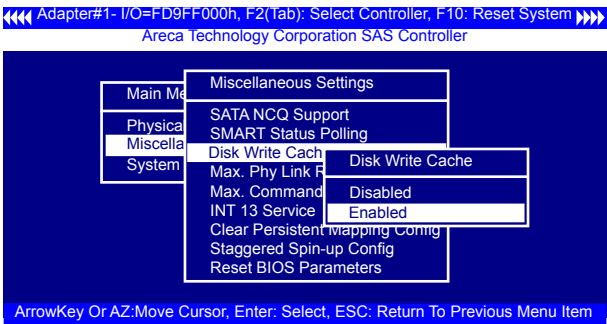 Adapter#1- I/O=FD9FF000h, F2(Tab): Select Controller, F10: Reset System
Areca Technology Corporation SAS Controller
Main Me
Physica
Miscella
System
Miscellaneous Settings
SATA NCQ Support
SMART Status Polling
Disk Write Cach
Max. Phy Link R
Max. Command
INT 13 Service
Clear Persistent Mapping Config
Staggered Spin-up Config
Reset BIOS Parameters
Disk Write Cache
Disabled
Enabled
ArrowKey Or AZ:Move Cursor, Enter: Select, ESC: Return To Previous Menu Item